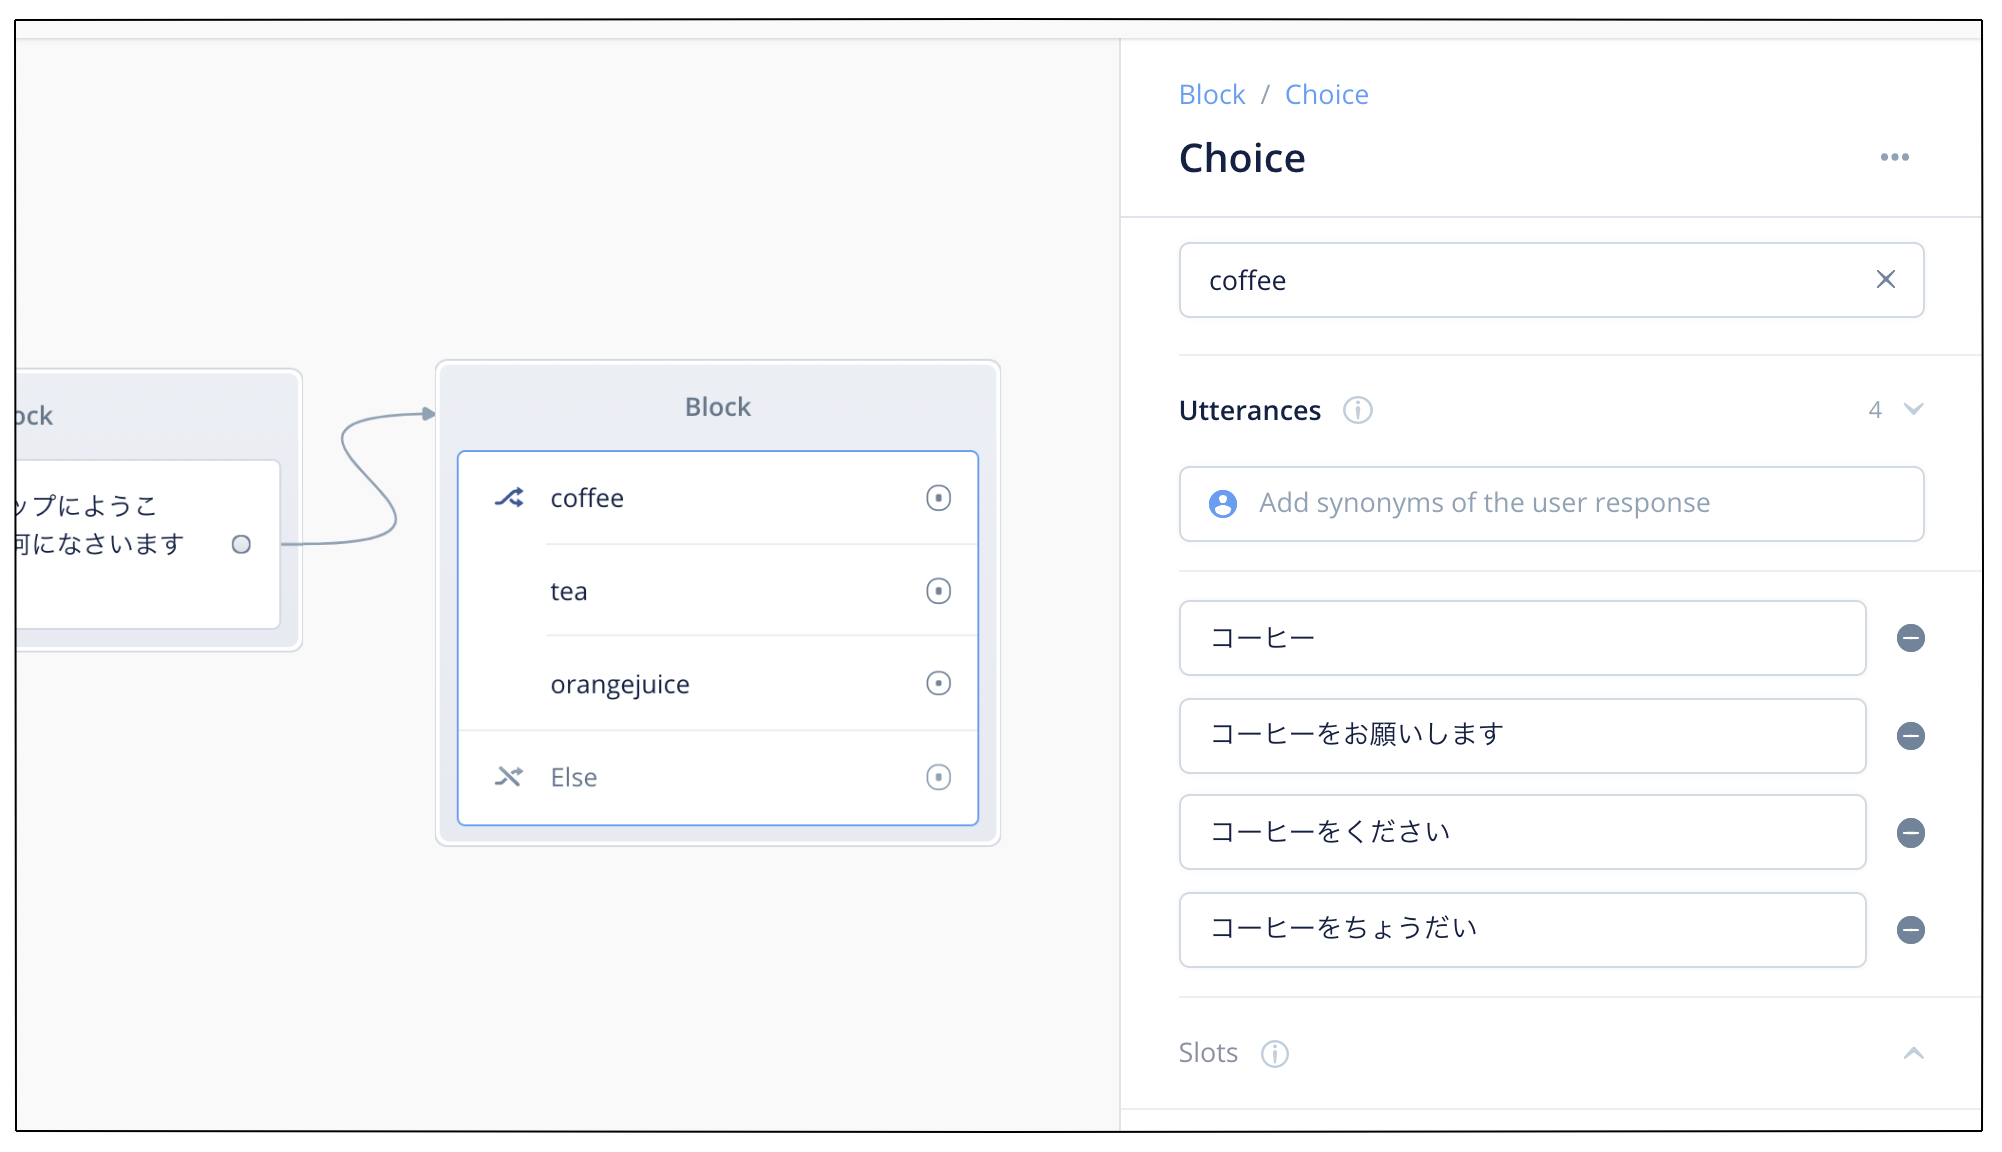 ップにようこ
何になさいます
Block
coffee
tea
orangejuice
Else
Block / Choice
Choice
coffee
Utterances
4
Add synonyms of the user response
コーヒー
コーヒーをお願いします
コーヒーをください
コーヒーをちょうだい
Slots